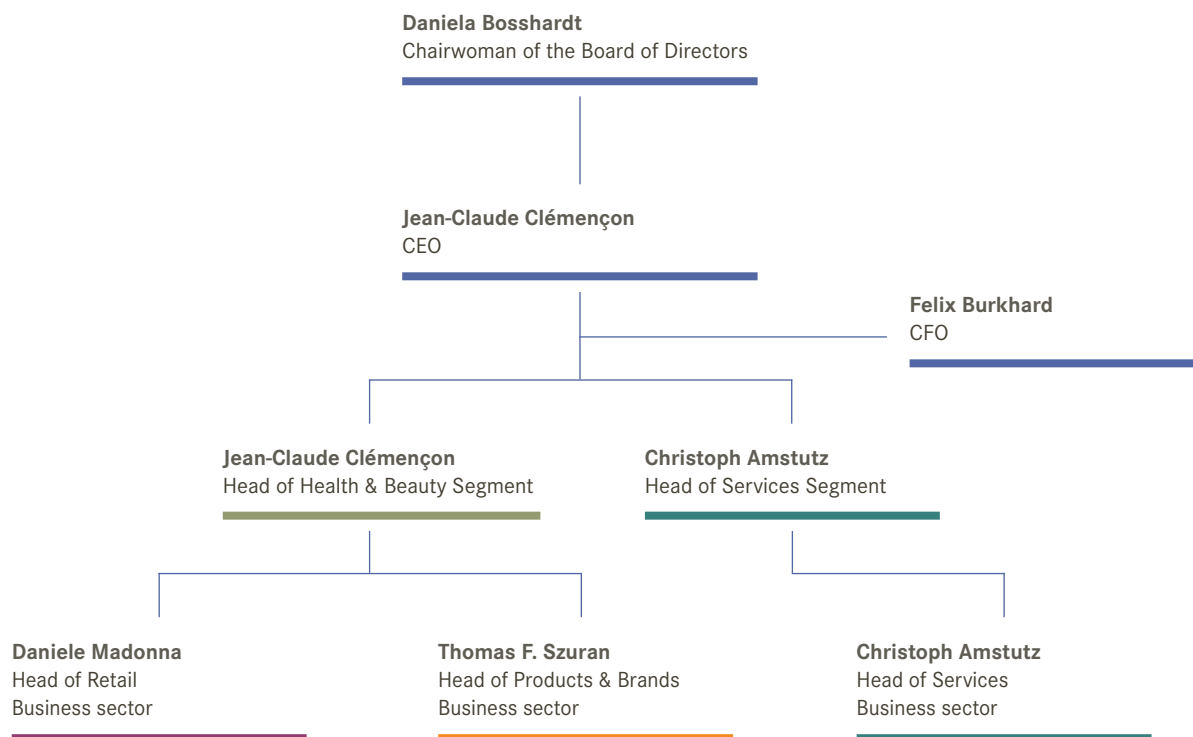 Daniela Bosshardt
Chairwoman of the Board of Directors
Jean-Claude Clémençon
CEO
Felix Burkhard
CFO
Jean-Claude Clémençon
Head of Health & Beauty Segment
Christoph Amstutz
Head of Services Segment
Daniele Madonna
Head of Retail
Business sector
Thomas F. Szuran
Head of Products & Brands
Business sector
Christoph Amstutz
Head of Services
Business sector